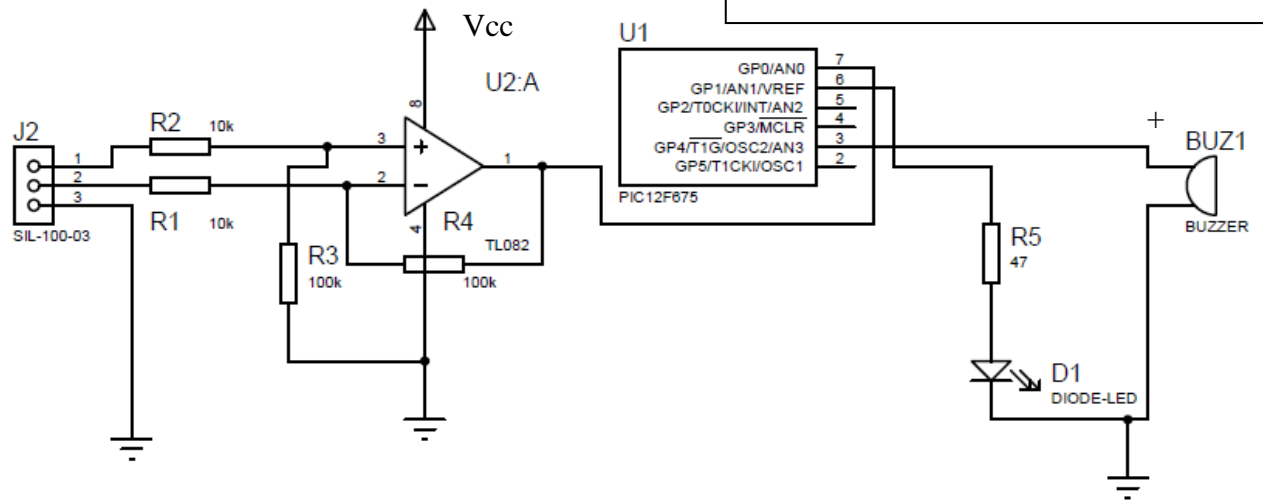 Vcc
U1
U2:A
8
GP0/AN0 7
GP1/AN1/VREF 6
GP2/T0CKI/INT/AN2 5
GP3/MCLR 4
GP4/T1G/OSC2/AN3 3
GP5/T1CKI/OSC1 2
PIC12F675
J2
1
2
3
SIL-100-03
R2 10k
R1 10k
3 +
2 −
1
4
R4
TL082
100k
R3
100k
+
BUZ1
BUZZER
R5
47
D1
DIODE-LED